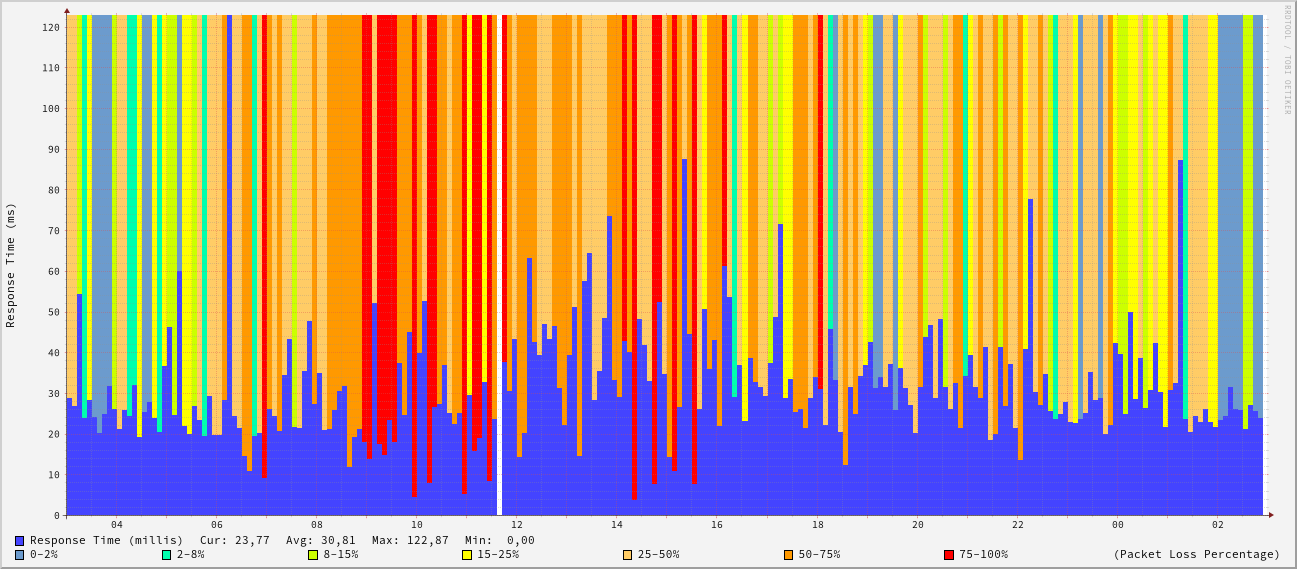 RRDTOOL / TOBI OETIKER
Response Time (ms)
120
110
100
90
80
70
60
50
40
30
20
10
0
04 06 08 10 12 14 16 18 20 22 00 02
Response Time (millis) Cur: 23,77 Avg: 30,81 Max: 122,87 Min: 0,00
0-2% 2-8% 8-15% 15-25% 25-50% 50-75% 75-100% (Packet Loss Percentage)